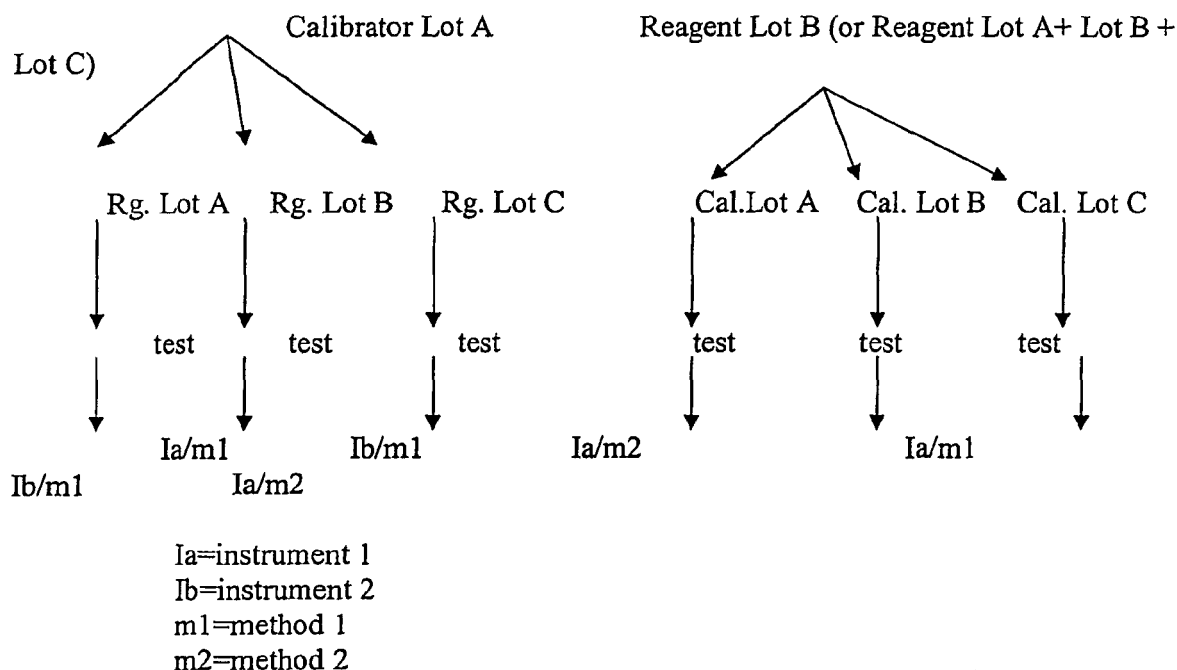 Calibrator Lot A Reagent Lot B (or Reagent Lot A+ Lot B +
Lot C)
Rg. Lot A Rg. Lot B Rg. Lot C Cal.Lot A Cal. Lot B Cal. Lot C
test test test test test test
Ia/m1 Ib/m1 Ia/m2 Ia/m1
Ib/m1 Ia/m2
Ia=instrument 1
Ib=instrument 2
m1=method 1
m2=method 2